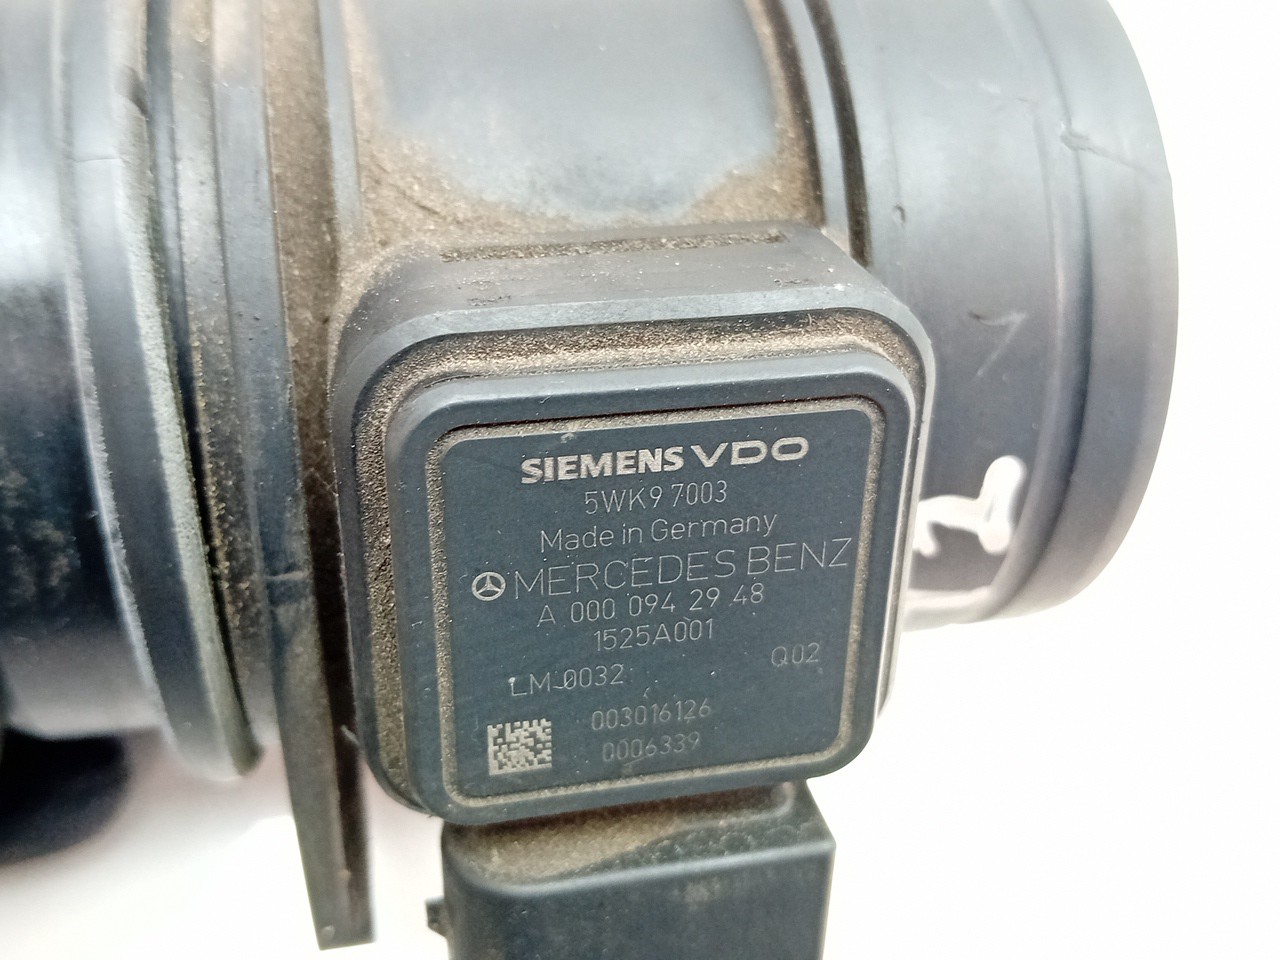 SIEMENS VDO
5WK9 7003
Made in Germany
MERCEDES BENZ
A 000 094 29 48
1525A001
LM 0032 Q02
003016126
0006339